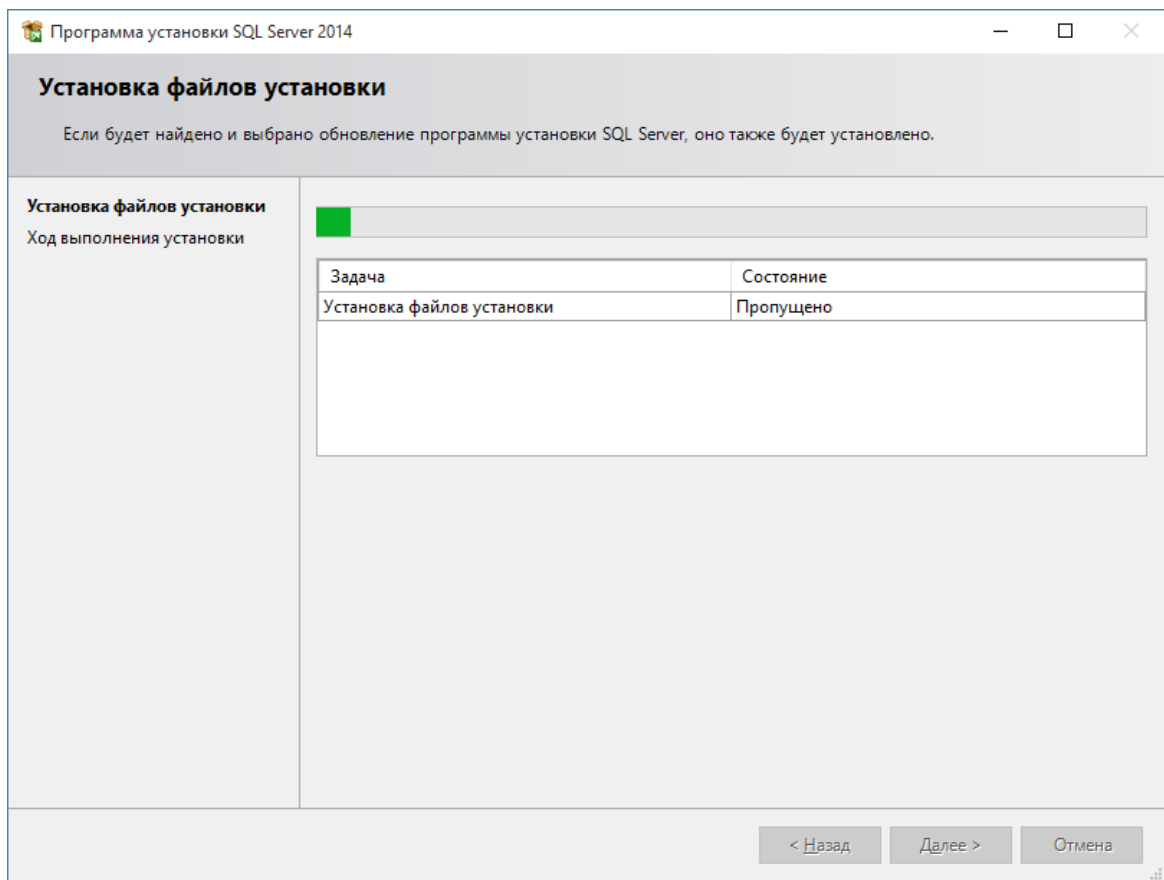 Программа установки SQL Server 2014
Установка файлов установки
Если будет найдено и выбрано обновление программы установки SQL Server, оно также будет установлено.
Установка файлов установки
Ход выполнения установки
Задача Состояние
Установка файлов установки Пропущено
< Назад Далее > Отмена